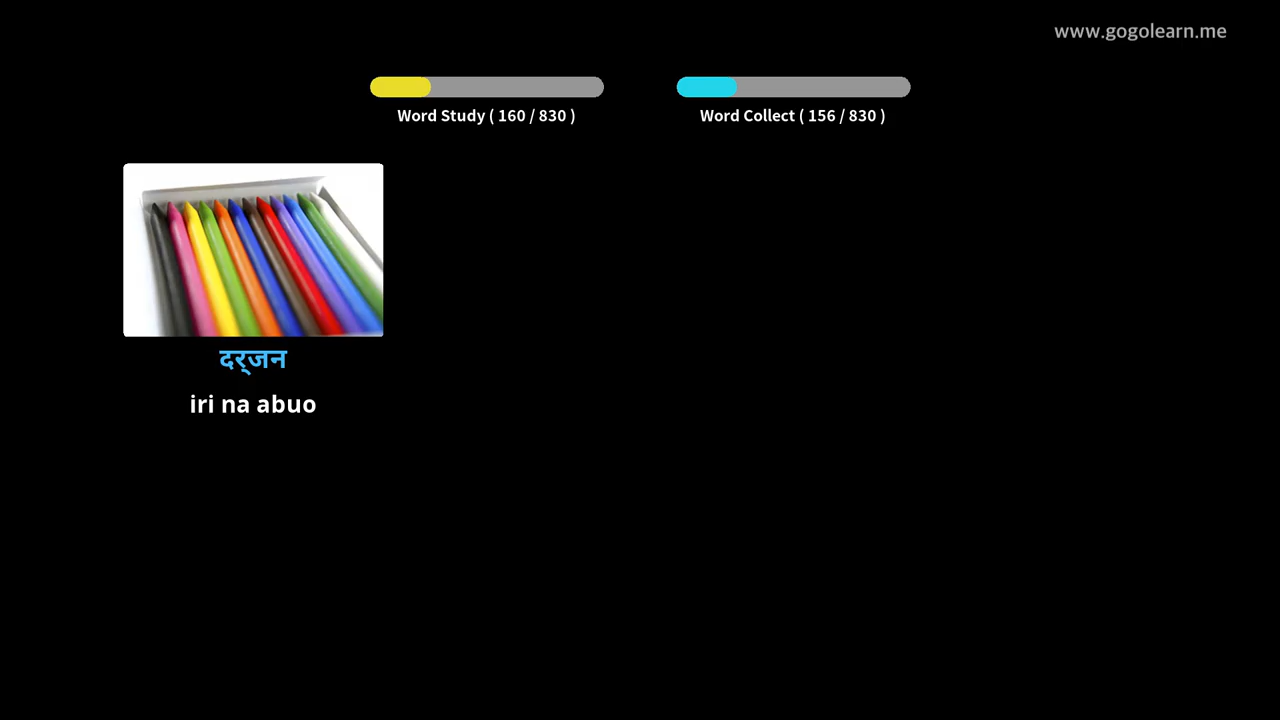 www.gogolearn.me
Word Study ( 160 / 830 )
Word Collect ( 156 / 830 )
दर्‌जन
iri na abuo